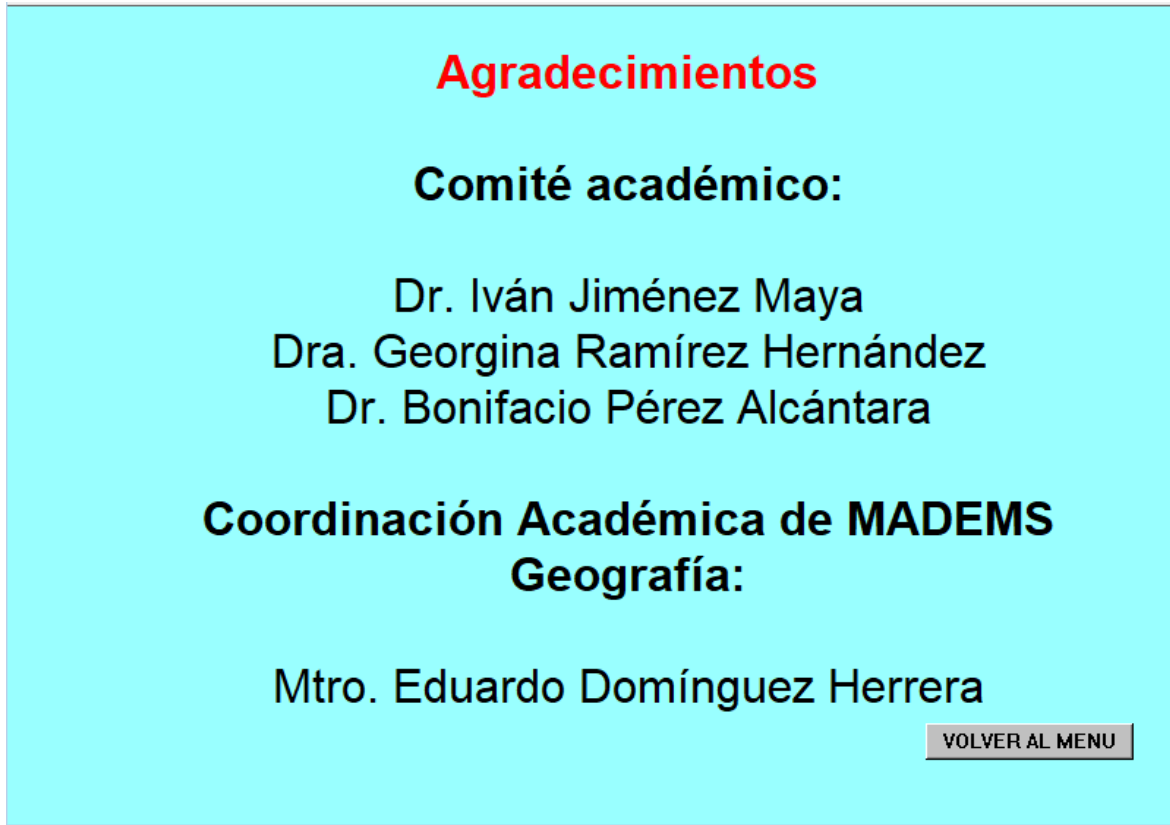 Agradecimientos
Comité académico:
Dr. Iván Jiménez Maya
Dra. Georgina Ramírez Hernández
Dr. Bonifacio Pérez Alcántara
Coordinación Académica de MADEMS
Geografía:
Mtro. Eduardo Domínguez Herrera
VOLVER AL MENU